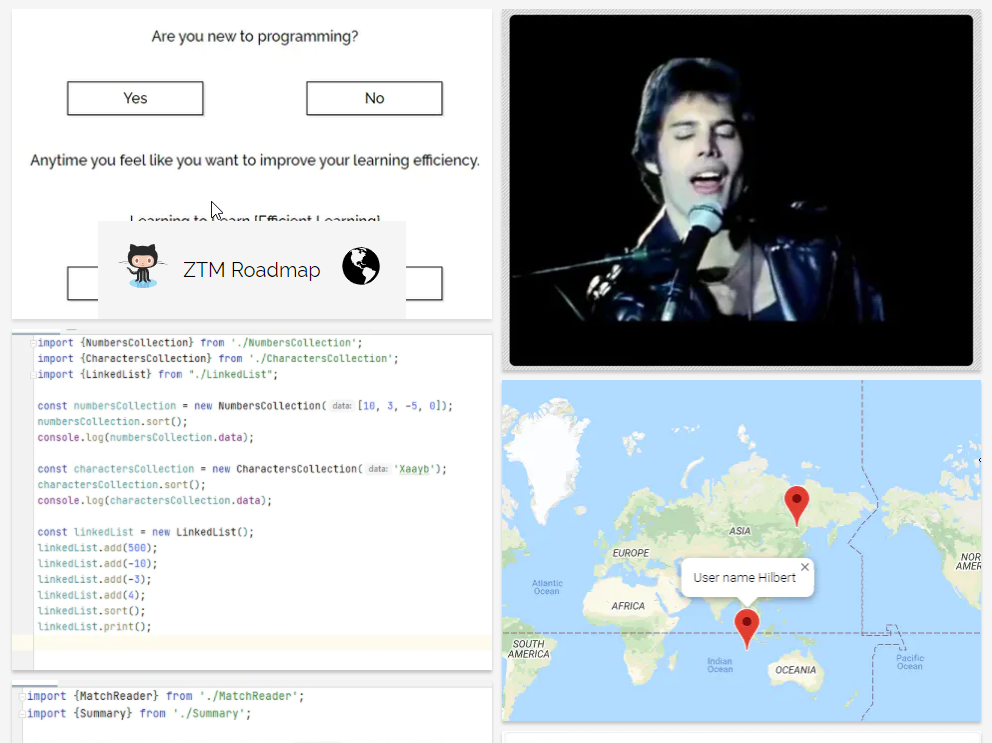 Are you new to programming?
Yes
No
Anytime you feel like you want to improve your learning efficiency.
Learning to Learn [Efficient Learning]
ZTM Roadmap
import {NumbersCollection} from './NumbersCollection';
import {CharactersCollection} from './CharactersCollection';
import {LinkedList} from "./LinkedList";
const numbersCollection = new NumbersCollection( data: [10, 3, -5, 0]);
numbersCollection.sort();
console.log(numbersCollection.data);
const charactersCollection = new CharactersCollection( data: 'Xaayb');
charactersCollection.sort();
console.log(charactersCollection.data);
const linkedList = new LinkedList();
linkedList.add(500);
linkedList.add(-10);
linkedList.add(-3);
linkedList.add(4);
linkedList.sort();
linkedList.print();
import {MatchReader} from './MatchReader';
import {Summary} from './Summary';
ASIA
EUROPE
NOR
AMER
User name Hilbert
Atlantic
Ocean
AFRICA
SOUTH
AMERICA
Indian
Ocean
OCEANIA
Pacific
Ocean